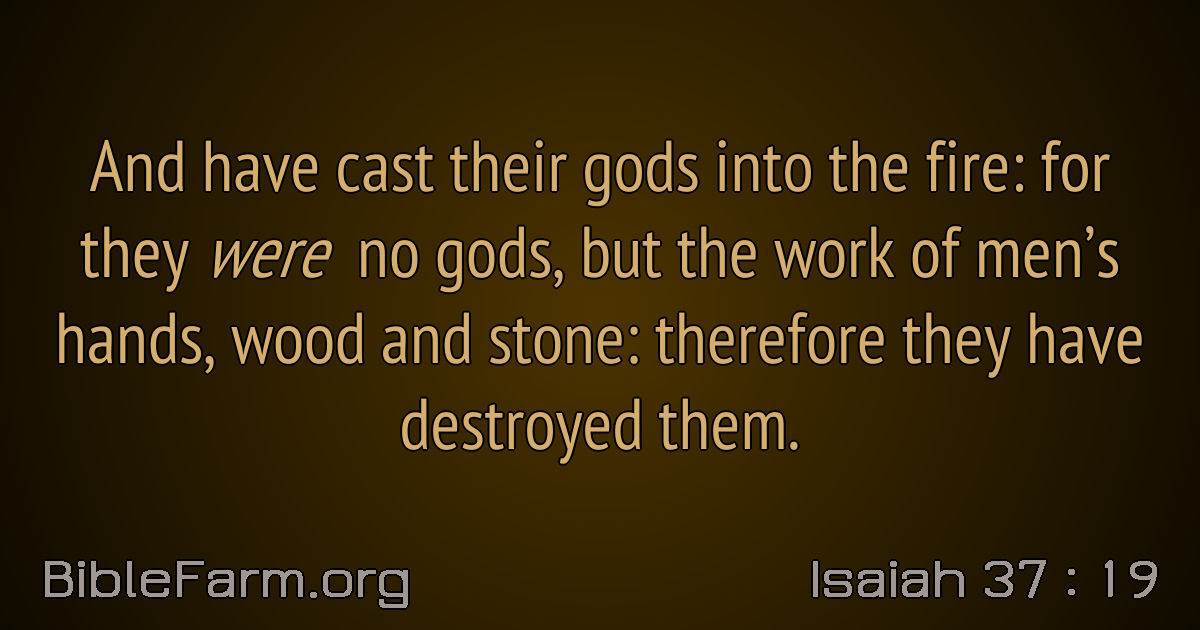 And have cast their gods into the fire: for
they were no gods, but the work of men’s
hands, wood and stone: therefore they have
destroyed them.
BibleFarm.org
Isaiah 37 : 19